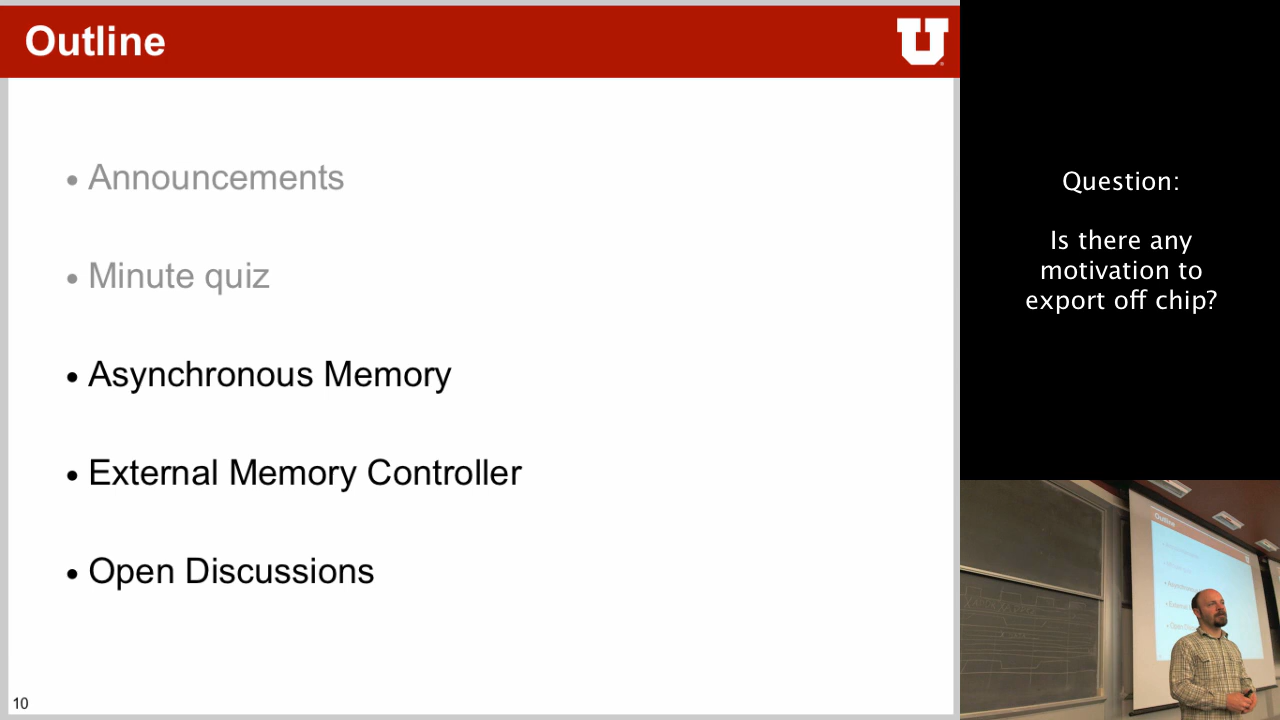 Outline
U
• Announcements
• Minute quiz
• Asynchronous Memory
• External Memory Controller
• Open Discussions
10
Question:
Is there any
motivation to
export off chip?
Outline